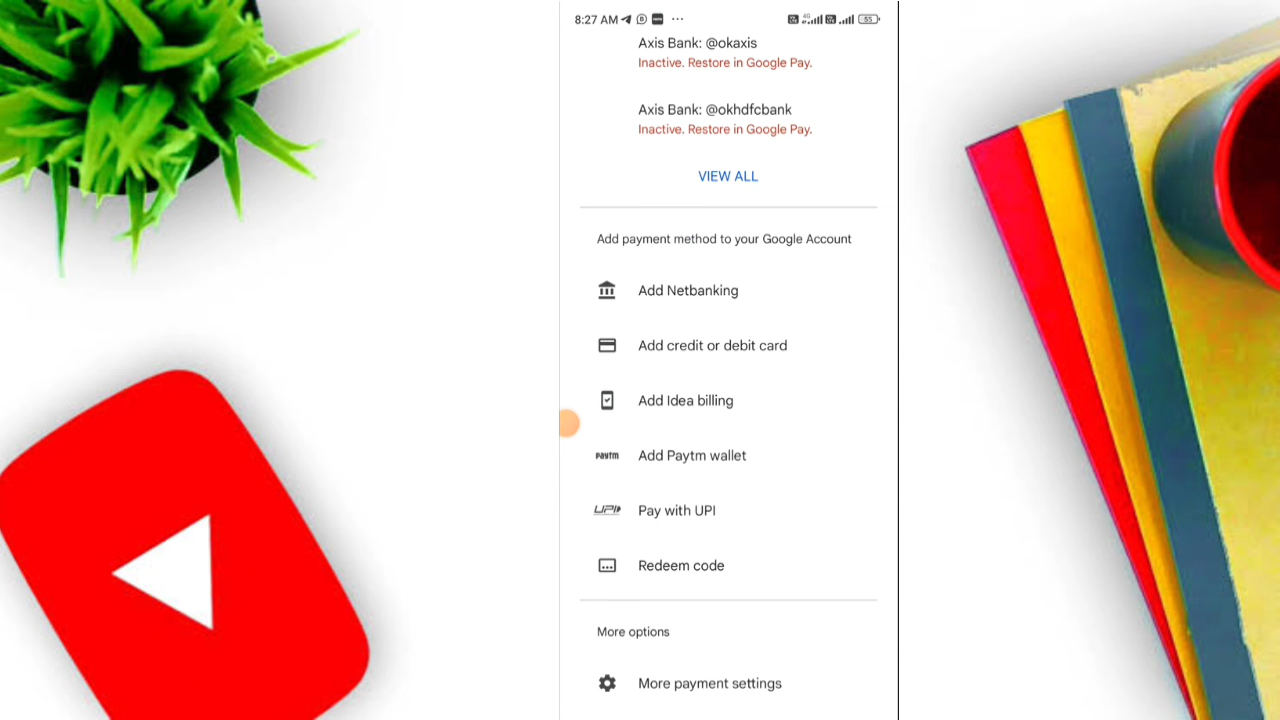 8:27 AM
4G
55
Axis Bank: @okaxis
Inactive. Restore in Google Pay.
Axis Bank: @okhdfcbank
Inactive. Restore in Google Pay.
VIEW ALL
Add payment method to your Google Account
Add Netbanking
Add credit or debit card
Add Idea billing
paytm Add Paytm wallet
UPI Pay with UPI
Redeem code
More options
More payment settings